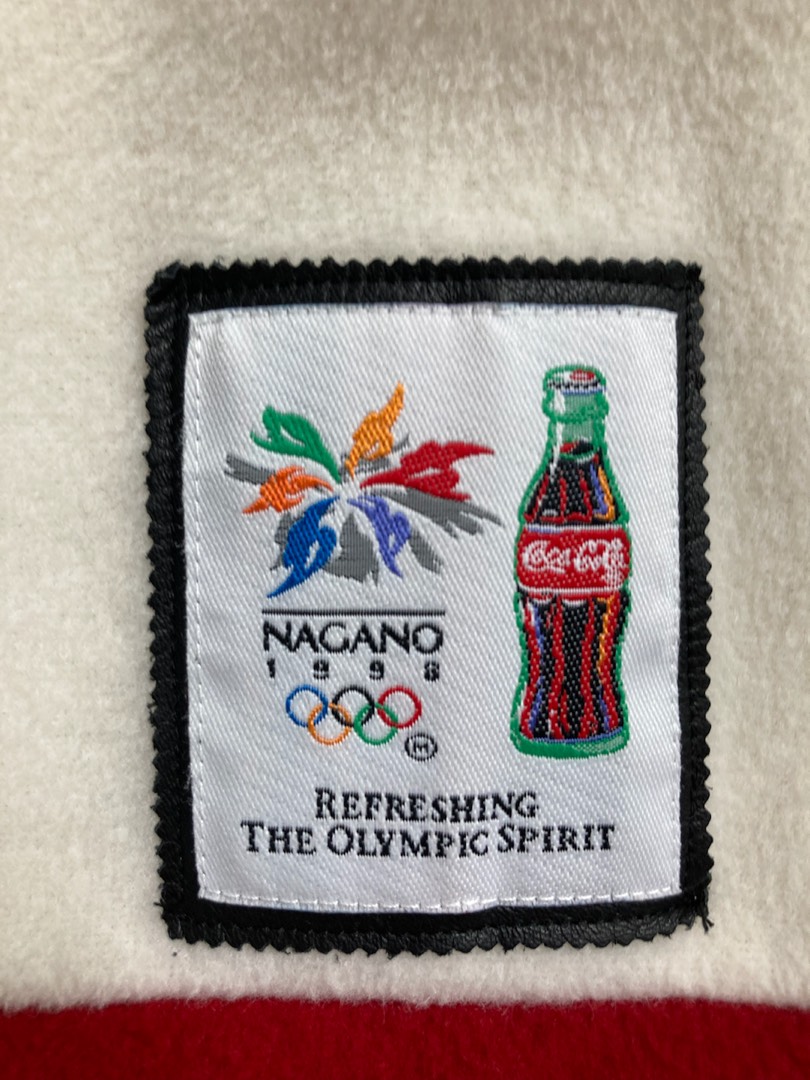 NAGANO
1998
Coca-Cola
REFRESHING
THE OLYMPIC SPIRIT